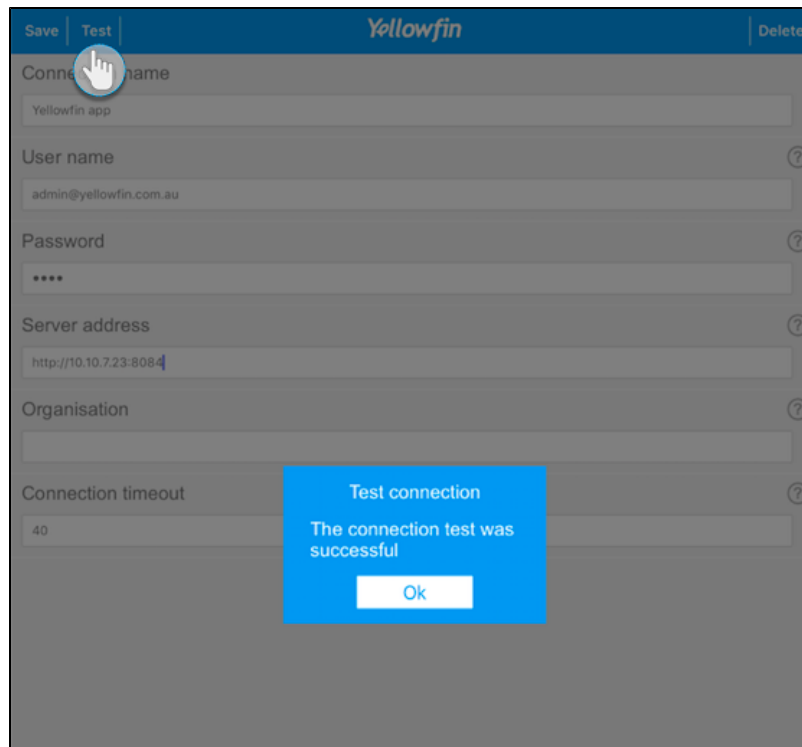 Save Test Yellowfin Delete
Connection name
Yellowfin app
User name ?
admin@yellowfin.com.au
Password ?
••••
Server address ?
http://10.10.7.23:8084
Organisation ?
Connection timeout ?
40
Test connection
The connection test was
successful
Ok